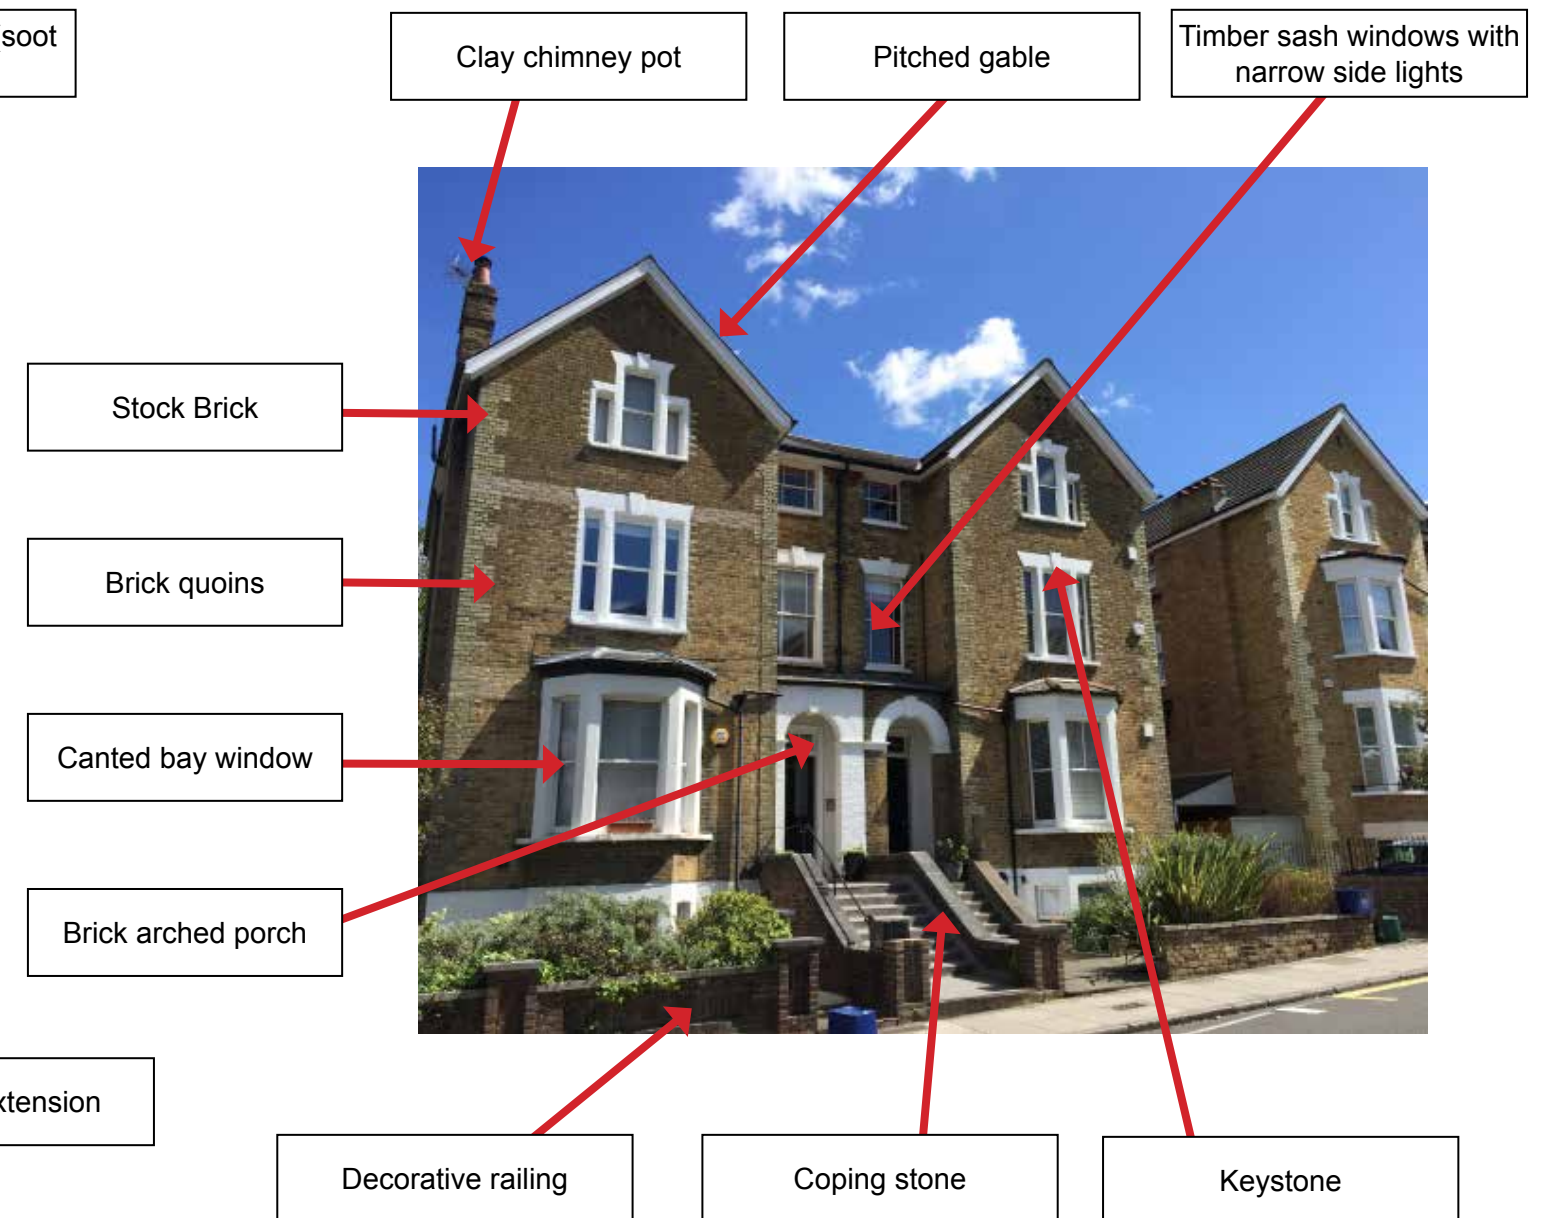 soot
Clay chimney pot
Pitched gable
Timber sash windows with
narrow side lights
Stock Brick
Brick quoins
Canted bay window
Brick arched porch
xtension
Decorative railing
Coping stone
Keystone